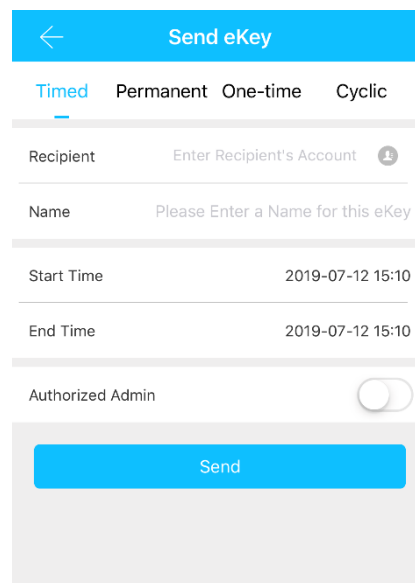 Send eKey
Timed Permanent One-time Cyclic
Recipient Enter Recipient's Account
Name Please Enter a Name for this eKey
Start Time 2019-07-12 15:10
End Time 2019-07-12 15:10
Authorized Admin
Send